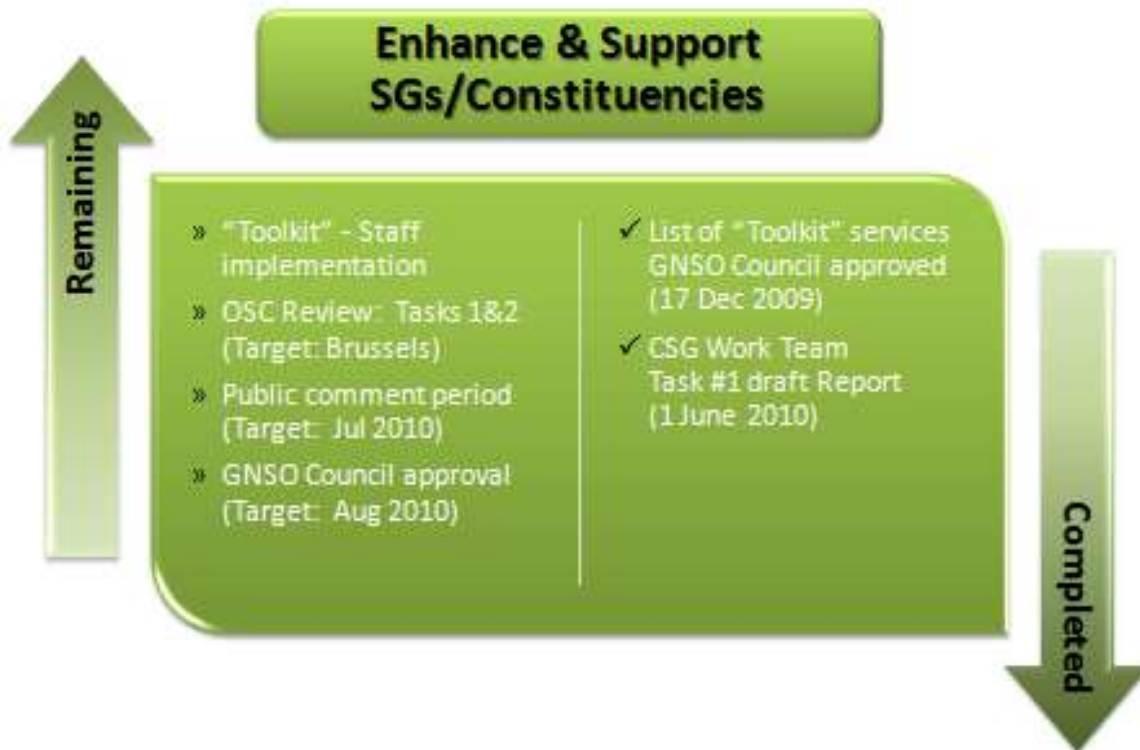 Enhance & Support
SGs/Constituencies
Remaining
» "Toolkit" - Staff
implementation
» OSC Review: Tasks 1&2
(Target: Brussels)
» Public comment period
(Target: Jul 2010)
» GNSO Council approval
(Target: Aug 2010)
✓ List of "Toolkit" services
GNSO Council approved
(17 Dec 2009)
✓ CSG Work Team
Task #1 draft Report
(1 June 2010)
Completed